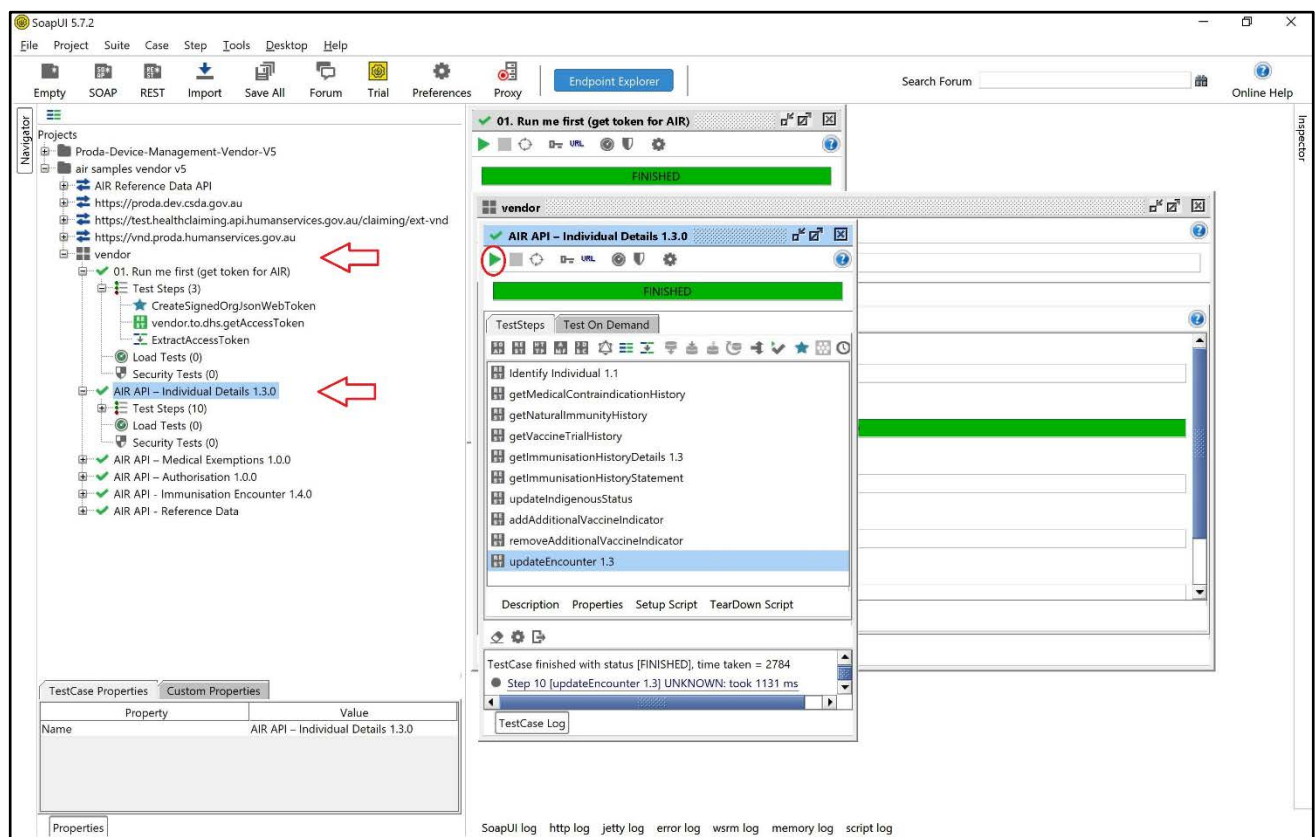 SoapUI 5.7.2
File Project Suite Case Step Tools Desktop Help
Empty SOAP REST Import Save All Forum Trial Preferences Proxy Endpoint Explorer Search Forum Online Help
Navigator
Projects
Proda-Device-Management-Vendor-V5
air samples vendor v5
AIR Reference Data API
https://proda.dev.csda.gov.au
https://test.healthclaiming.api.humanservices.gov.au/claiming/ext-vnd
https://vnd.proda.humanservices.gov.au
vendor
01. Run me first (get token for AIR)
Test Steps (3)
CreateSignedOrgJsonWebToken
vendor.to.dhs.getAccessToken
ExtractAccessToken
Load Tests (0)
Security Tests (0)
AIR API – Individual Details 1.3.0
Test Steps (10)
Load Tests (0)
Security Tests (0)
AIR API – Medical Exemptions 1.0.0
AIR API – Authorisation 1.0.0
AIR API - Immunisation Encounter 1.4.0
AIR API - Reference Data
TestCase Properties Custom Properties
Property Value
Name AIR API – Individual Details 1.3.0
Properties
01. Run me first (get token for AIR)
URL
FINISHED
vendor
AIR API – Individual Details 1.3.0
URL
FINISHED
TestSteps Test On Demand
Identify Individual 1.1
getMedicalContraindicationHistory
getNaturalImmunityHistory
getVaccineTrialHistory
getImmunisationHistoryDetails 1.3
getImmunisationHistoryStatement
updateIndigenousStatus
addAdditionalVaccineIndicator
removeAdditionalVaccineIndicator
updateEncounter 1.3
Description Properties Setup Script TearDown Script
TestCase finished with status [FINISHED], time taken = 2784
Step 10 [updateEncounter 1.3] UNKNOWN: took 1131 ms
TestCase Log
SoapUI log http log jetty log error log wsrm log memory log script log
Inspector